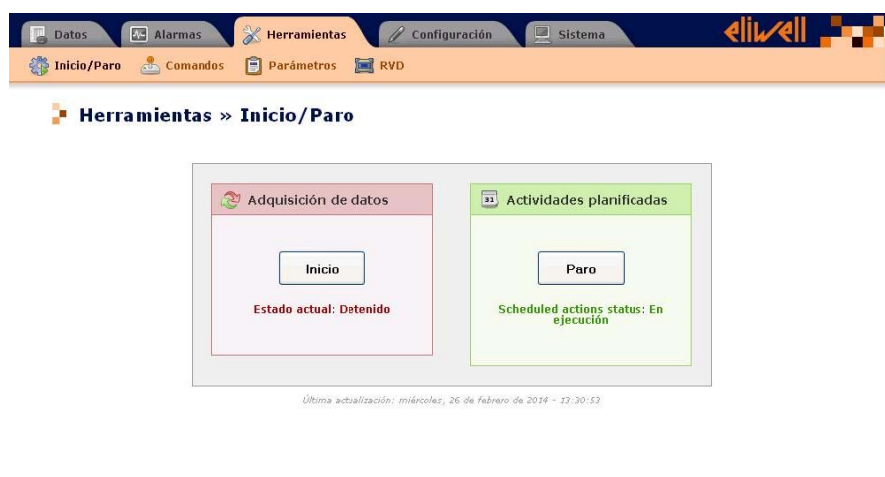 Datos Alarmas Herramientas Configuración Sistema eliwell
Inicio/Paro Comandos Parámetros RVD
Herramientas » Inicio/Paro
Adquisición de datos
Inicio
Estado actual: Detenido
31 Actividades planificadas
Paro
Scheduled actions status: En
ejecución
Última actualización: miércoles, 26 de febrero de 2014 - 13:30:53